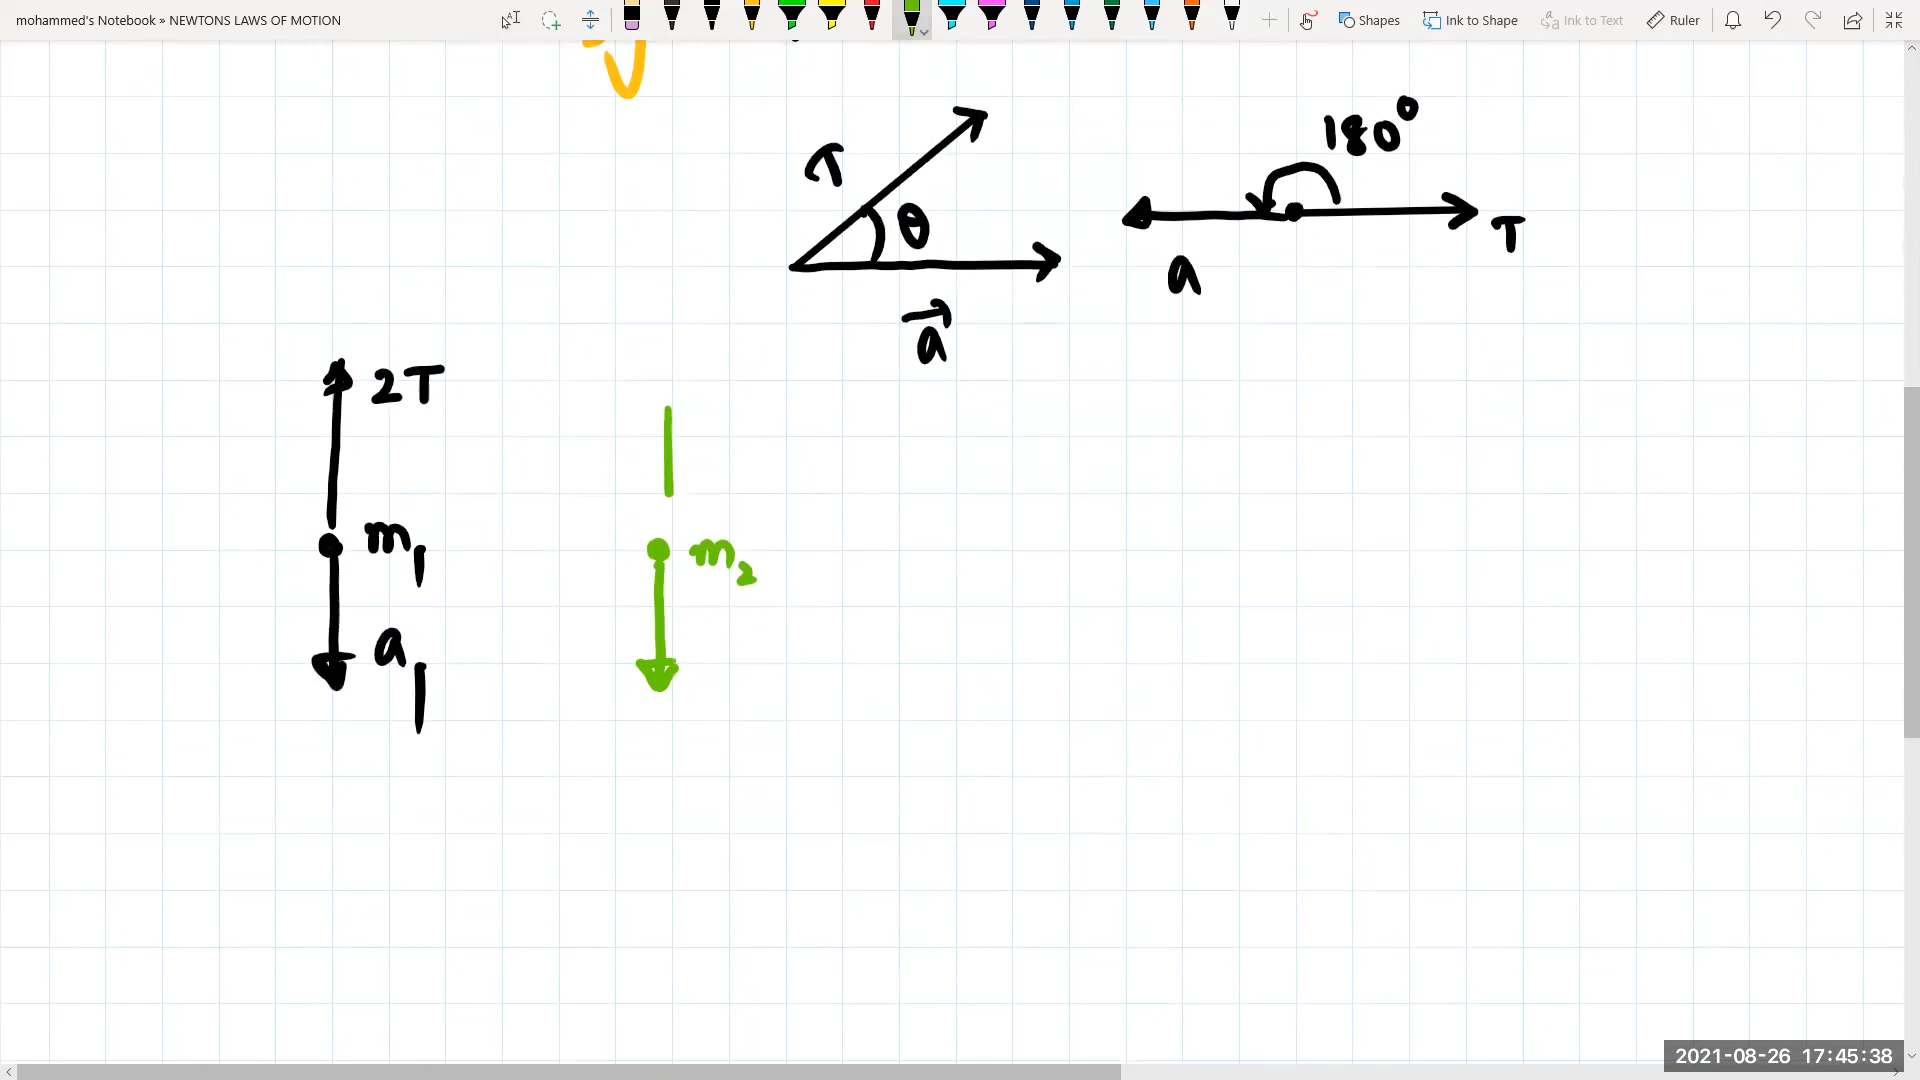 mohammed's Notebook » NEWTONS LAWS OF MOTION
Shapes
Ink to Shape
Ink to Text
Ruler
180°
T
θ
T
a
a
2T
m1
m2
a1
2021-08-26 17:45:38